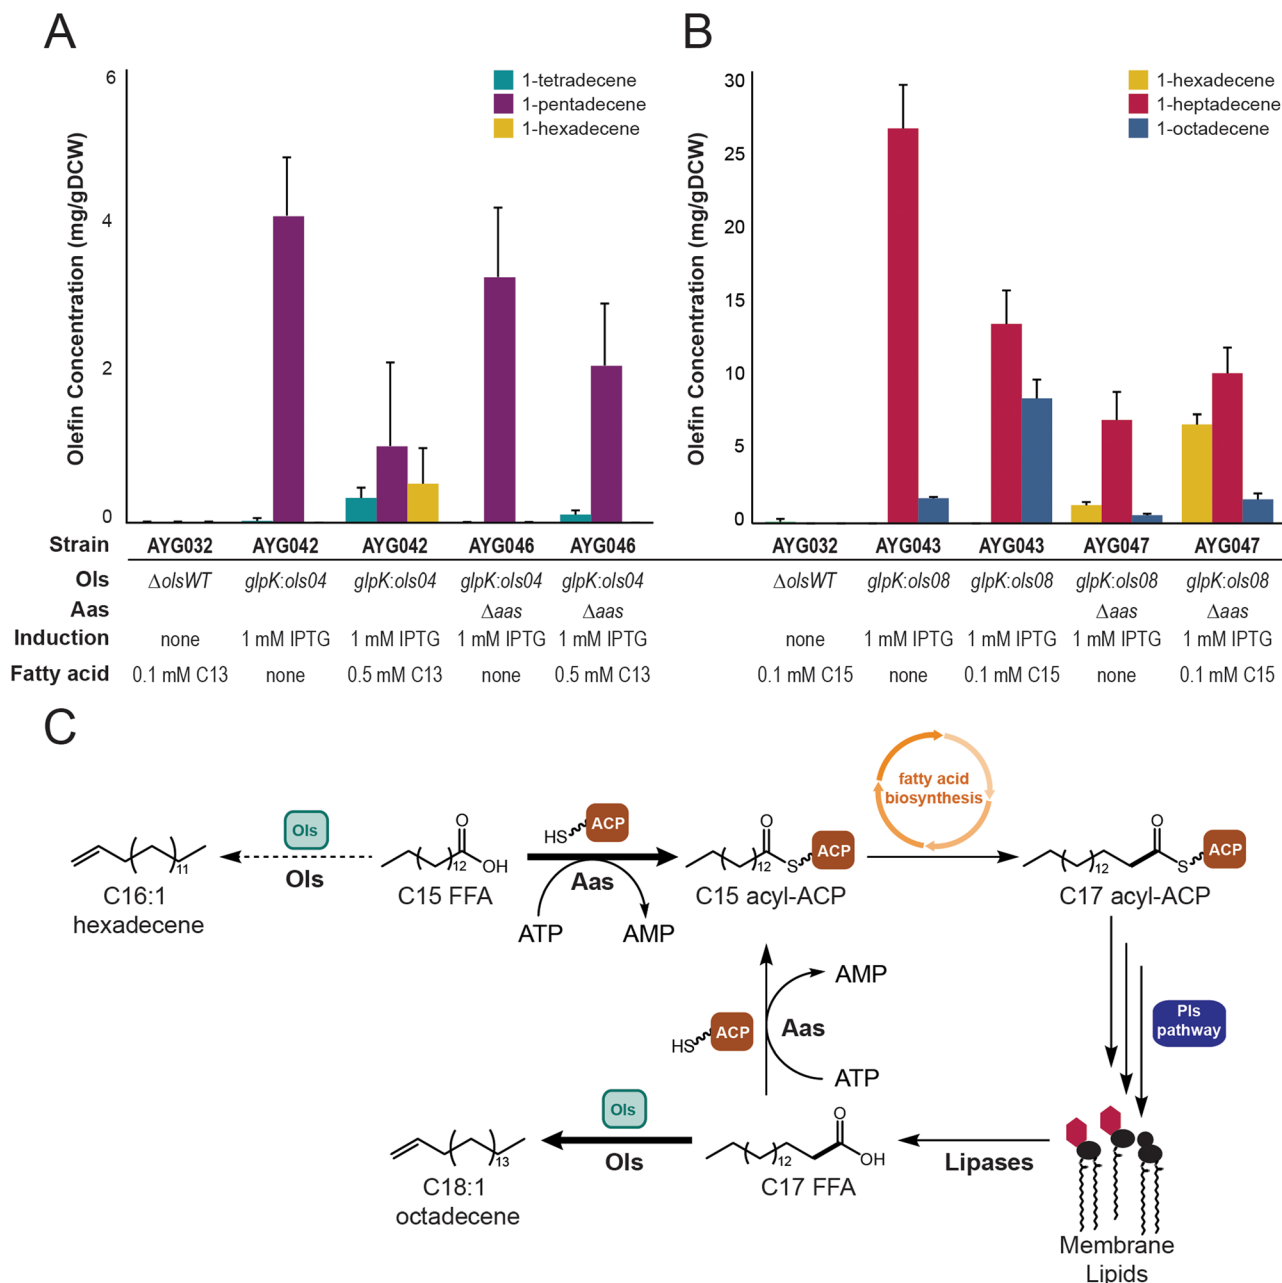 A
B
6
4
2
0
Olefin Concentration (mg/gDCW)
1-tetradecene
1-pentadecene
1-hexadecene
30
25
20
15
10
5
0
Olefin Concentration (mg/gDCW)
1-hexadecene
1-heptadecene
1-octadecene
Strain AYG032 AYG042 AYG042 AYG046 AYG046 AYG032 AYG043 AYG043 AYG047 AYG047
Ols ΔolsWT glpK:ols04 glpK:ols04 glpK:ols04 glpK:ols04 ΔolsWT glpK:ols08 glpK:ols08 glpK:ols08 glpK:ols08
Aas Δaas Δaas Δaas Δaas
Induction none 1 mM IPTG 1 mM IPTG 1 mM IPTG 1 mM IPTG none 1 mM IPTG 1 mM IPTG 1 mM IPTG 1 mM IPTG
Fatty acid 0.1 mM C13 none 0.5 mM C13 none 0.5 mM C13 0.1 mM C15 none 0.1 mM C15 none 0.1 mM C15
C
11
C16:1
hexadecene
Ols
Ols
O
12
OH
C15 FFA
HS
ACP
Aas
ATP
AMP
O
12
S
ACP
C15 acyl-ACP
fatty acid
biosynthesis
O
12
S
ACP
C17 acyl-ACP
Pls
pathway
AMP
HS
ACP
Aas
ATP
13
C18:1
octadecene
Ols
Ols
O
12
OH
C17 FFA
Lipases
Membrane
Lipids